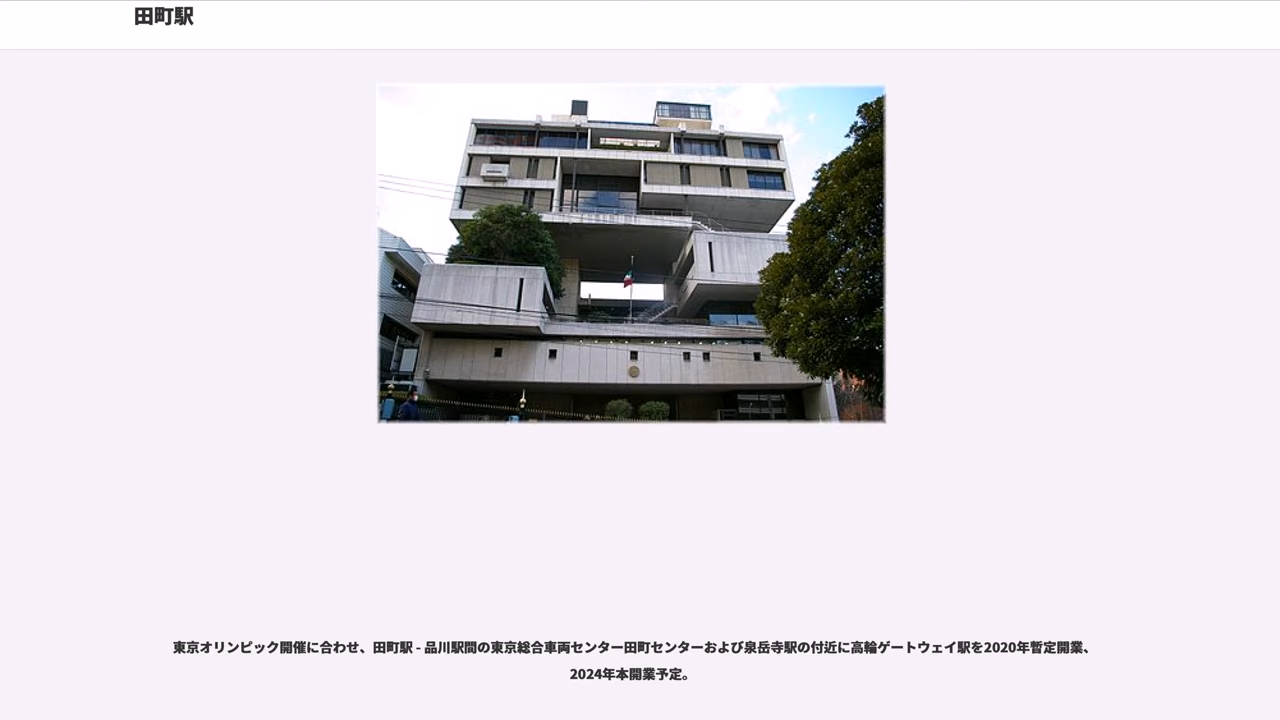 田町駅
東京オリンピック開催に合わせ、田町駅 - 品川駅間の東京総合車両センター田町センターおよび泉岳寺駅の付近に高輪ゲートウェイ駅を2020年暫定開業、
2024年本開業予定。